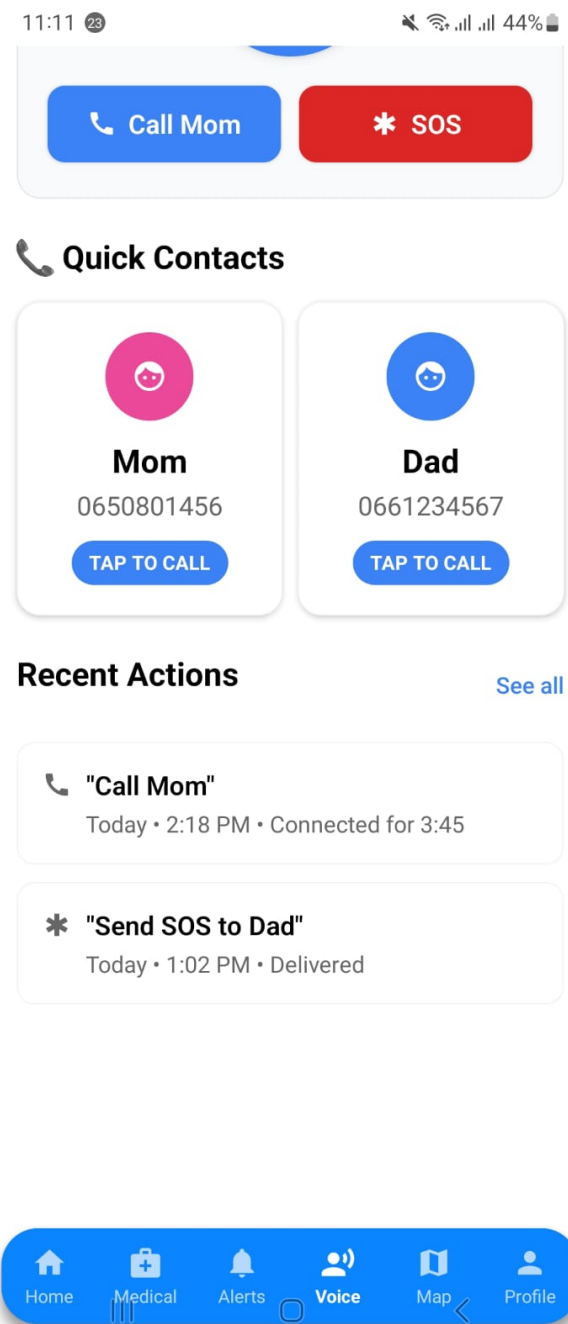 11:11 23 44%
Call Mom SOS
Quick Contacts
Mom Dad
0650801456 0661234567
TAP TO CALL TAP TO CALL
Recent Actions
See all
"Call Mom"
Today • 2:18 PM • Connected for 3:45
"Send SOS to Dad"
Today • 1:02 PM • Delivered
Home Medical Alerts Voice Map Profile